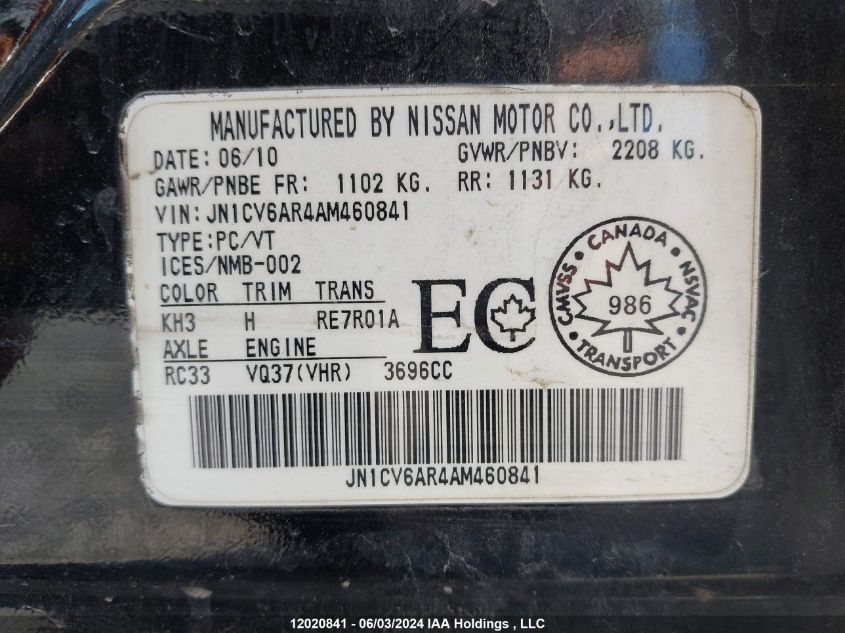 MANUFACTURED BY NISSAN MOTOR CO.,LTD.
DATE: 06/10 GVWR/PNBV: 2208 KG.
GAWR/PNBE FR: 1102 KG. RR: 1131 KG.
VIN: JN1CV6AR4AM460841
TYPE:PC/VT
ICES/NMB-002
COLOR TRIM TRANS
KH3 H RE7R01A
AXLE ENGINE
RC33 VQ37(VHR) 3696CC
EC
CANADA
CMVSS NSVAC
986
TRANSPORT
JN1CV6AR4AM460841
12020841 - 06/03/2024 IAA Holdings , LLC